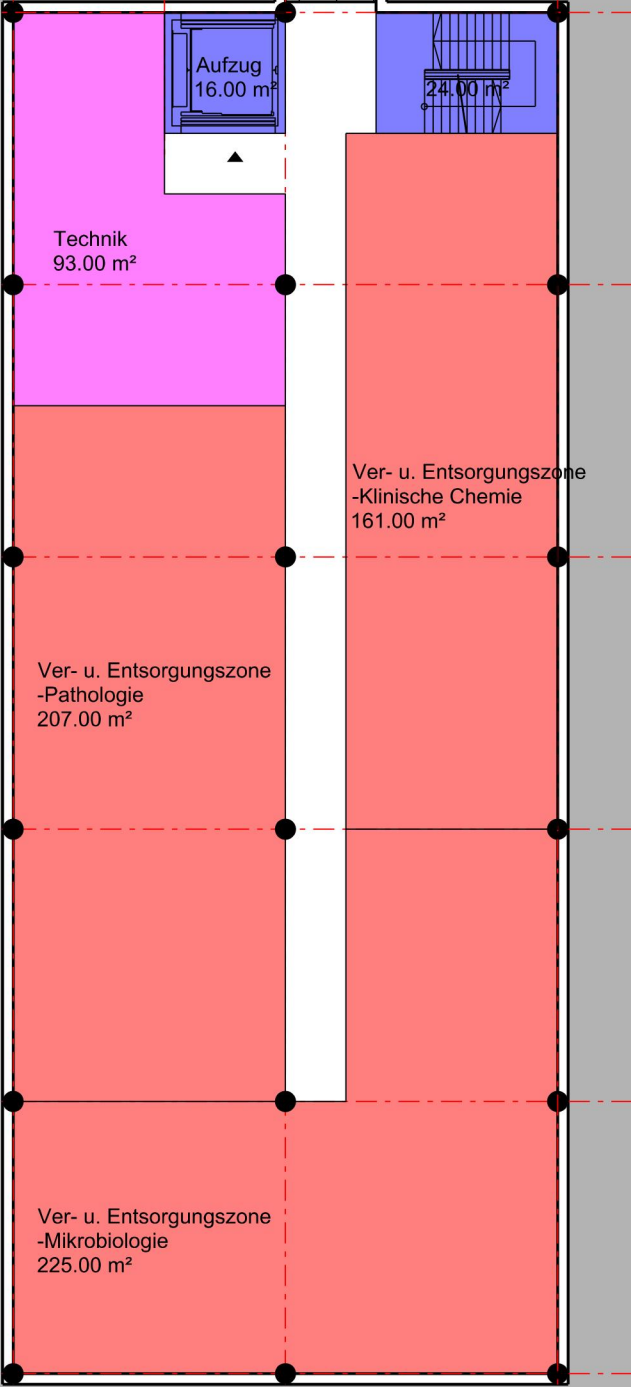 Aufzug
16.00 m²
24.00 m²
Technik
93.00 m²
Ver- u. Entsorgungszone
-Klinische Chemie
161.00 m²
Ver- u. Entsorgungszone
-Pathologie
207.00 m²
Ver- u. Entsorgungszone
-Mikrobiologie
225.00 m²